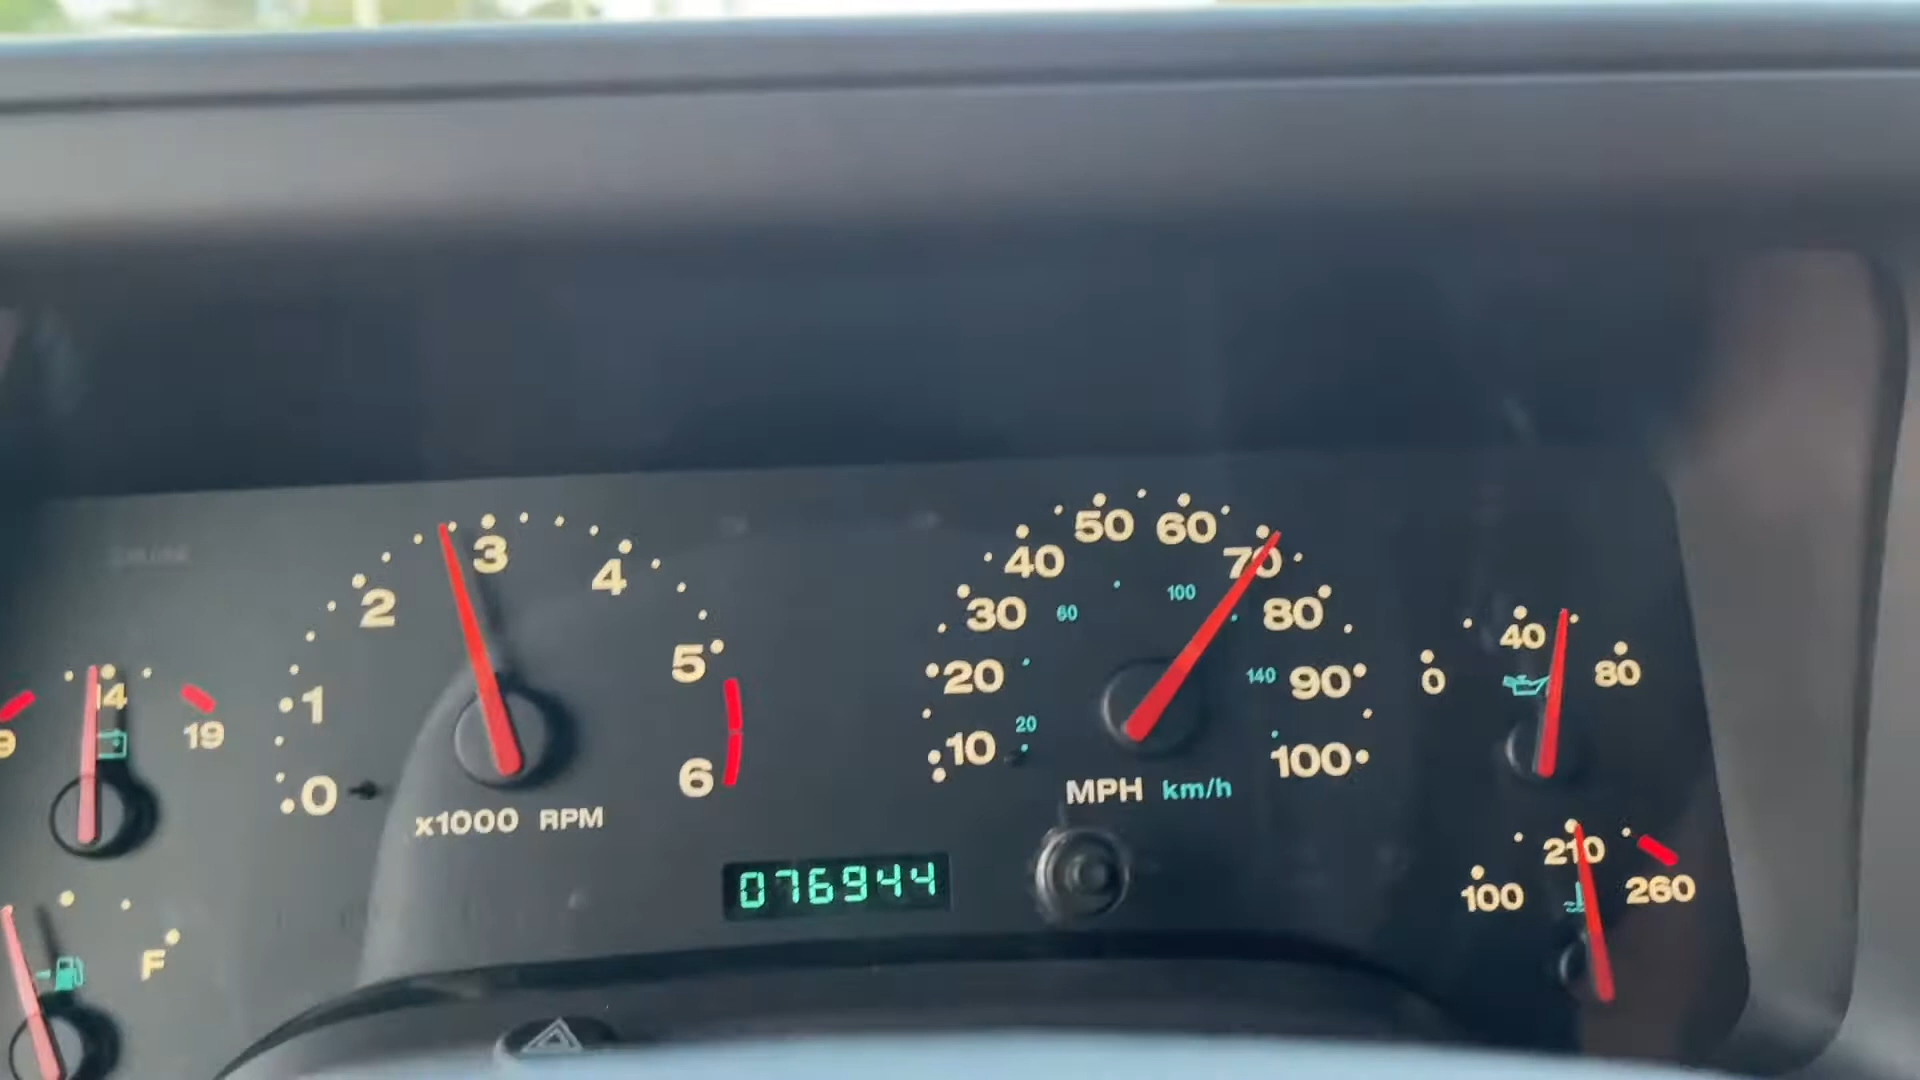 0 1 2 3 4 5 6
x1000 RPM
10 20 30 40 50 60 70 80 90 100
20 60 100 140
MPH km/h
076944
14 19
9
F
0 40 80
100 210 260